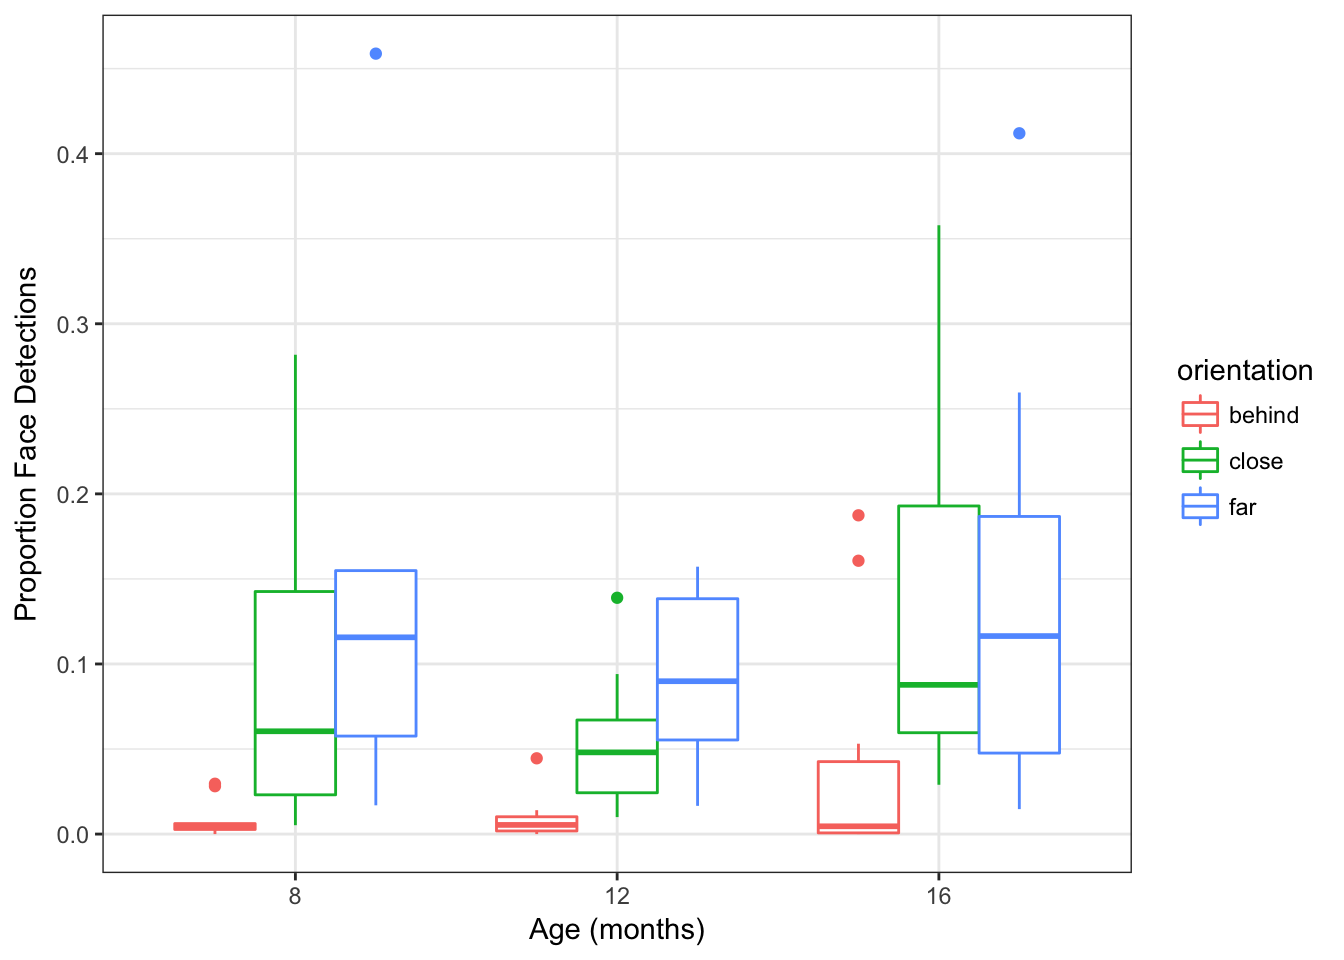 Proportion Face Detections
0.4
0.3
0.2
0.1
0.0
8 12 16
Age (months)
orientation
behind
close
far